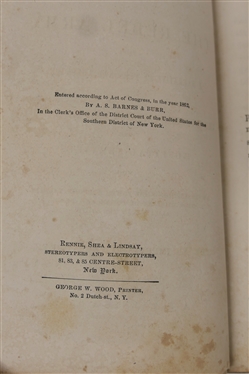 Entered according to Act of Congress, in the year 1863,
By A. S. BARNES & BURR,
In the Clerk's Office of the District Court of the United States for the
Southern District of New York.
RENNIE, SHEA & LINDSAY,
STEREOTYPERS AND ELECTROTYPERS,
81, 83, & 85 CENTRE-STREET,
New York.
GEORGE W. WOOD, PRINTER,
No. 2 Dutch st., N. Y.